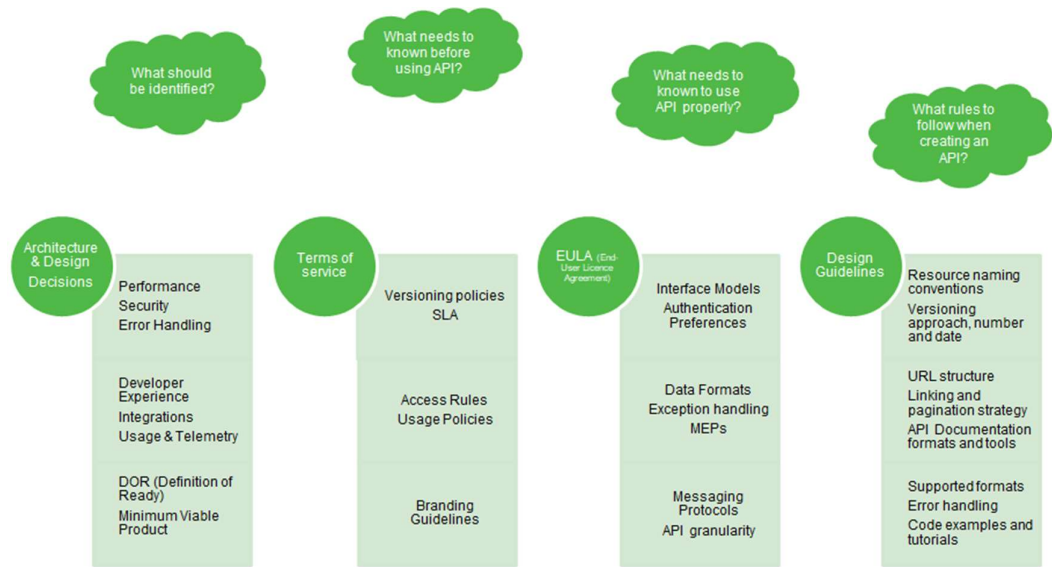 What should
be identified?
What needs to
known before
using API?
What needs to
known to use
API properly?
What rules to
follow when
creating an
API?
Architecture
& Design
Decisions
Performance
Security
Error Handling
Developer
Experience
Integrations
Usage & Telemetry
DOR (Definition of
Ready)
Minimum Viable
Product
Terms of
service
Versioning policies
SLA
Access Rules
Usage Policies
Branding
Guidelines
EULA (End-
User Licence
Agreement)
Interface Models
Authentication
Preferences
Data Formats
Exception handling
MEPs
Messaging
Protocols
API granularity
Design
Guidelines
Resource naming
conventions
Versioning
approach, number
and date
URL structure
Linking and
pagination strategy
API Documentation
formats and tools
Supported formats
Error handling
Code examples and
tutorials